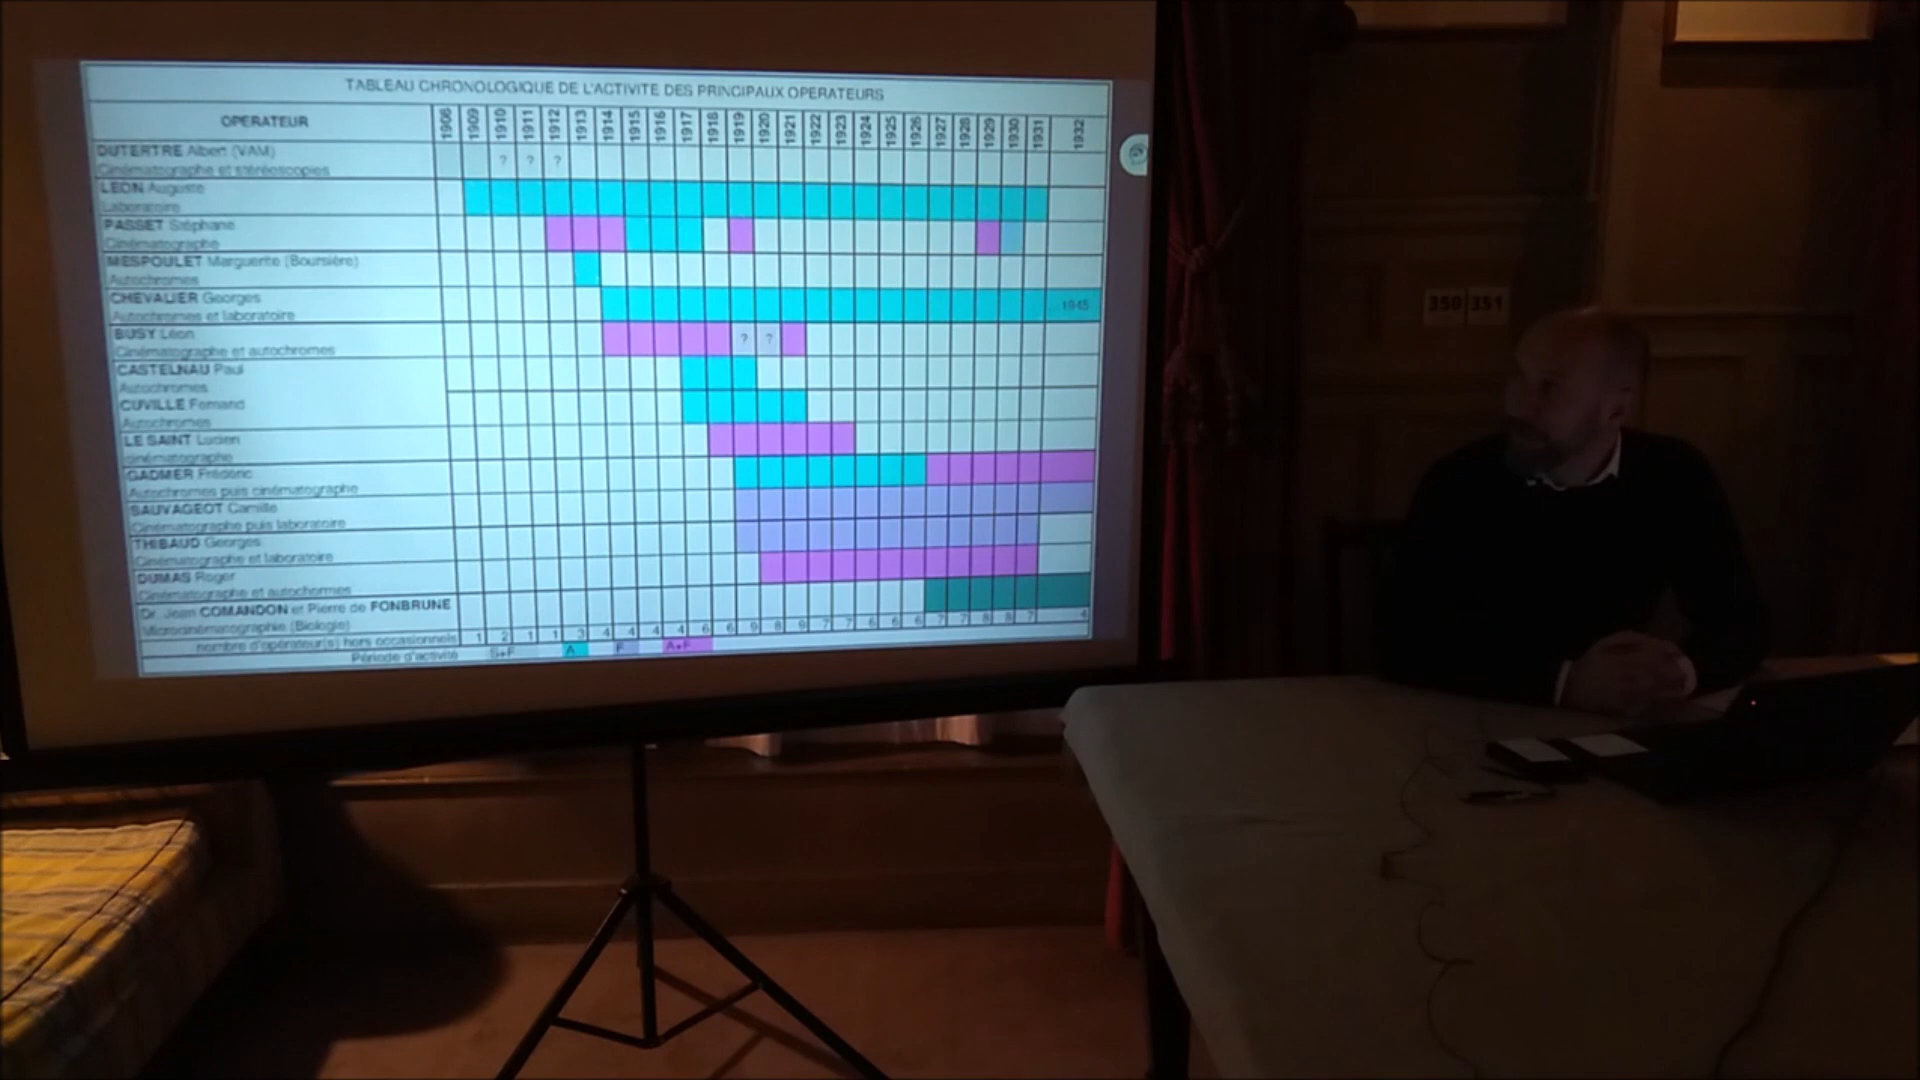 TABLEAU CHRONOLOGIQUE DE L'ACTIVITE DES PRINCIPAUX OPERATEURS
OPERATEUR 1908 1909 1910 1911 1912 1913 1914 1915 1916 1917 1918 1919 1920 1921 1922 1923 1924 1925 1926 1927 1928 1929 1930 1931 1932
DUTERTRE Albert (VAM)
Cinématographe et stéréoscopies
? ? ?
LEON Auguste
Laboratoire
PASSET Stéphane
Cinématographe
MESPOULET Marguerite (Boursière)
Autochromes
CHEVALIER Georges
Autochromes et laboratoire
...1945
BUSY Léon
Cinématographe et autochromes
? ?
CASTELNAU Paul
Autochromes
CUVILLE Fernand
Autochromes
LE SAINT Lucien
cinématographe
GADMER Frédéric
Autochromes puis cinématographe
SAUVAGEOT Camille
Cinématographe puis laboratoire
THIBAUD Georges
Cinématographe et laboratoire
DUMAS Roger
Cinématographe et autochormes
Dr. Jean COMANDON et Pierre de FONBRUNE
Microcinématographie (Biologie)
nombre d'opérateur(s) hors occasionnels 1 2 1 1 3 4 4 4 4 6 6 9 8 9 7 7 6 6 6 7 7 8 8 7 4
Période d'activité S+F A F A+F
350 351